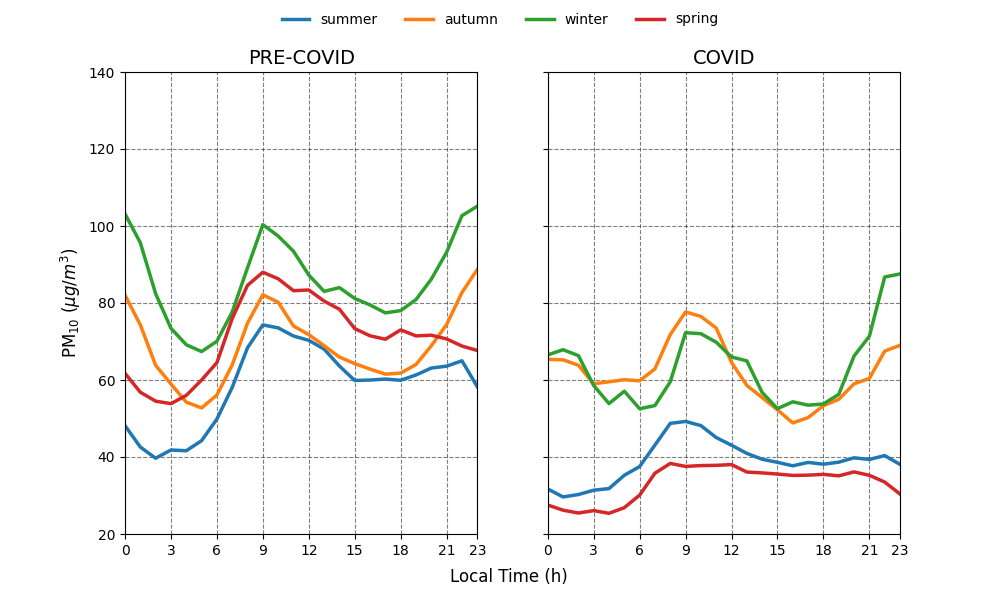 summer autumn winter spring
PRE-COVID COVID
140
120
100
80
60
40
20
PM₁₀ (μg/m³)
0 3 6 9 12 15 18 21 23 0 3 6 9 12 15 18 21 23
Local Time (h)